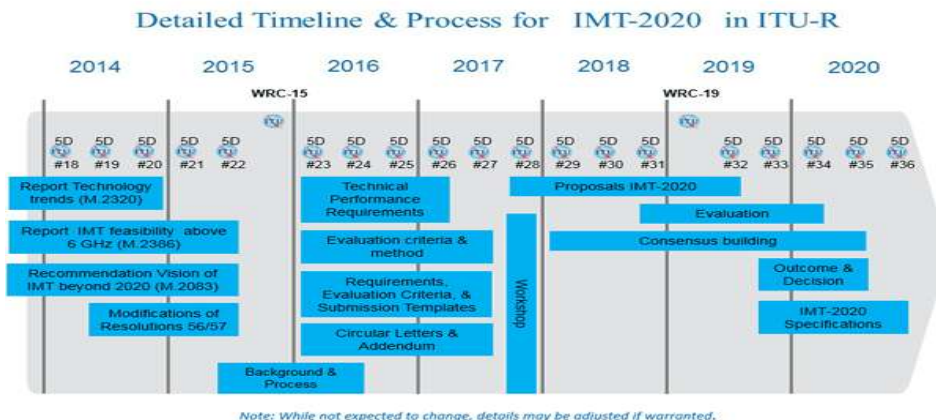 Detailed Timeline & Process for IMT-2020 in ITU-R
2014 2015 2016 2017 2018 2019 2020
WRC-15 WRC-19
5D 5D 5D 5D 5D 5D 5D 5D 5D 5D 5D 5D 5D 5D 5D 5D 5D 5D 5D
#18 #19 #20 #21 #22 #23 #24 #25 #26 #27 #28 #29 #30 #31 #32 #33 #34 #35 #36
Report Technology
trends (M.2320)
Technical
Performance
Requirements
Proposals IMT-2020
Evaluation
Report IMT feasibility above
6 GHz (M.2386)
Evaluation criteria &
method
Consensus building
Recommendation Vision of
IMT beyond 2020 (M.2083)
Requirements,
Evaluation Criteria, &
Submission Templates
Workshop
Outcome &
Decision
Modifications of
Resolutions 56/57
Circular Letters &
Addendum
IMT-2020
Specifications
Background &
Process
Note: While not expected to change, details may be adjusted if warranted.